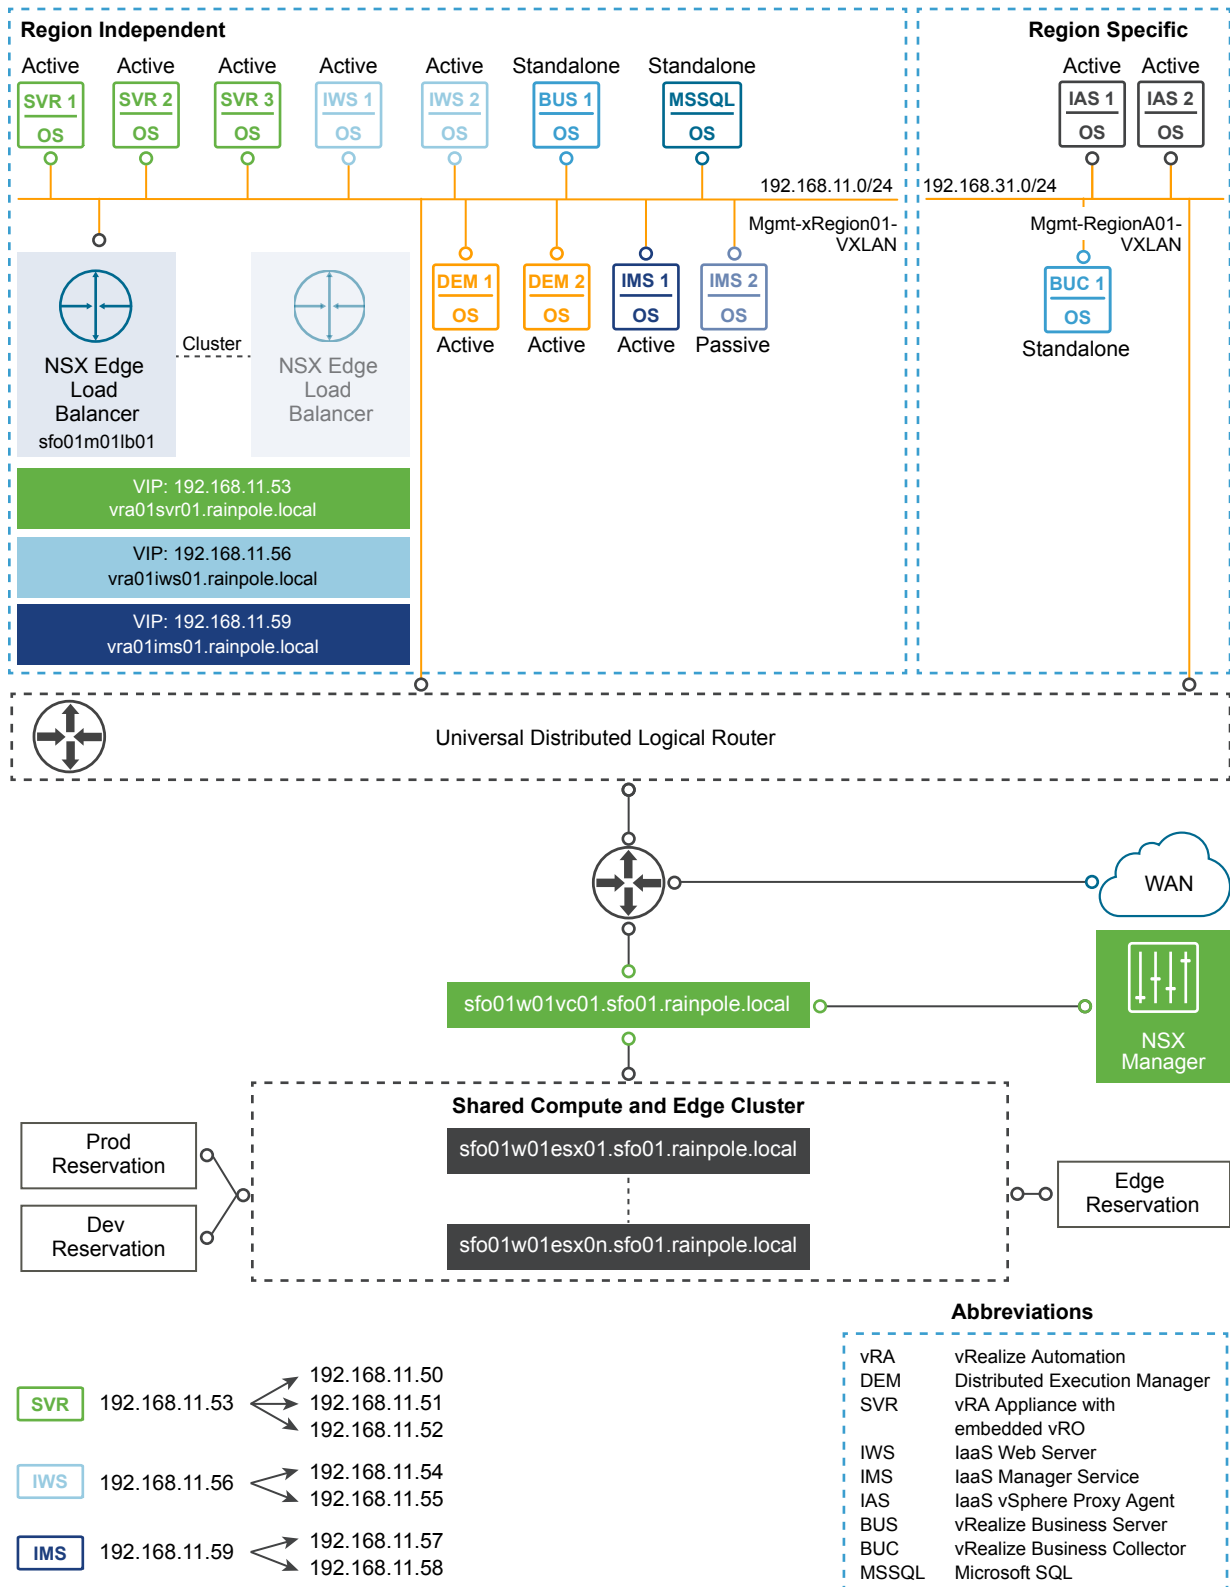 Region Independent
Region Specific
Active
Active
Active
Active
Active
Standalone
Standalone
Active
Active
SVR 1
OS
SVR 2
OS
SVR 3
OS
IWS 1
OS
IWS 2
OS
BUS 1
OS
MSSQL
OS
IAS 1
OS
IAS 2
OS
192.168.11.0/24
192.168.31.0/24
Mgmt-xRegion01-
VXLAN
Mgmt-RegionA01-
VXLAN
DEM 1
OS
Active
DEM 2
OS
Active
IMS 1
OS
Active
IMS 2
OS
Passive
BUC 1
OS
Standalone
NSX Edge
Load
Balancer
sfo01m01lb01
Cluster
NSX Edge
Load
Balancer
VIP: 192.168.11.53
vra01svr01.rainpole.local
VIP: 192.168.11.56
vra01iws01.rainpole.local
VIP: 192.168.11.59
vra01ims01.rainpole.local
Universal Distributed Logical Router
WAN
sfo01w01vc01.sfo01.rainpole.local
NSX
Manager
Shared Compute and Edge Cluster
sfo01w01esx01.sfo01.rainpole.local
sfo01w01esx0n.sfo01.rainpole.local
Prod
Reservation
Dev
Reservation
Edge
Reservation
SVR 192.168.11.53
192.168.11.50
192.168.11.51
192.168.11.52
IWS 192.168.11.56
192.168.11.54
192.168.11.55
IMS 192.168.11.59
192.168.11.57
192.168.11.58
Abbreviations
vRA vRealize Automation
DEM Distributed Execution Manager
SVR vRA Appliance with
embedded vRO
IWS IaaS Web Server
IMS IaaS Manager Service
IAS IaaS vSphere Proxy Agent
BUS vRealize Business Server
BUC vRealize Business Collector
MSSQL Microsoft SQL